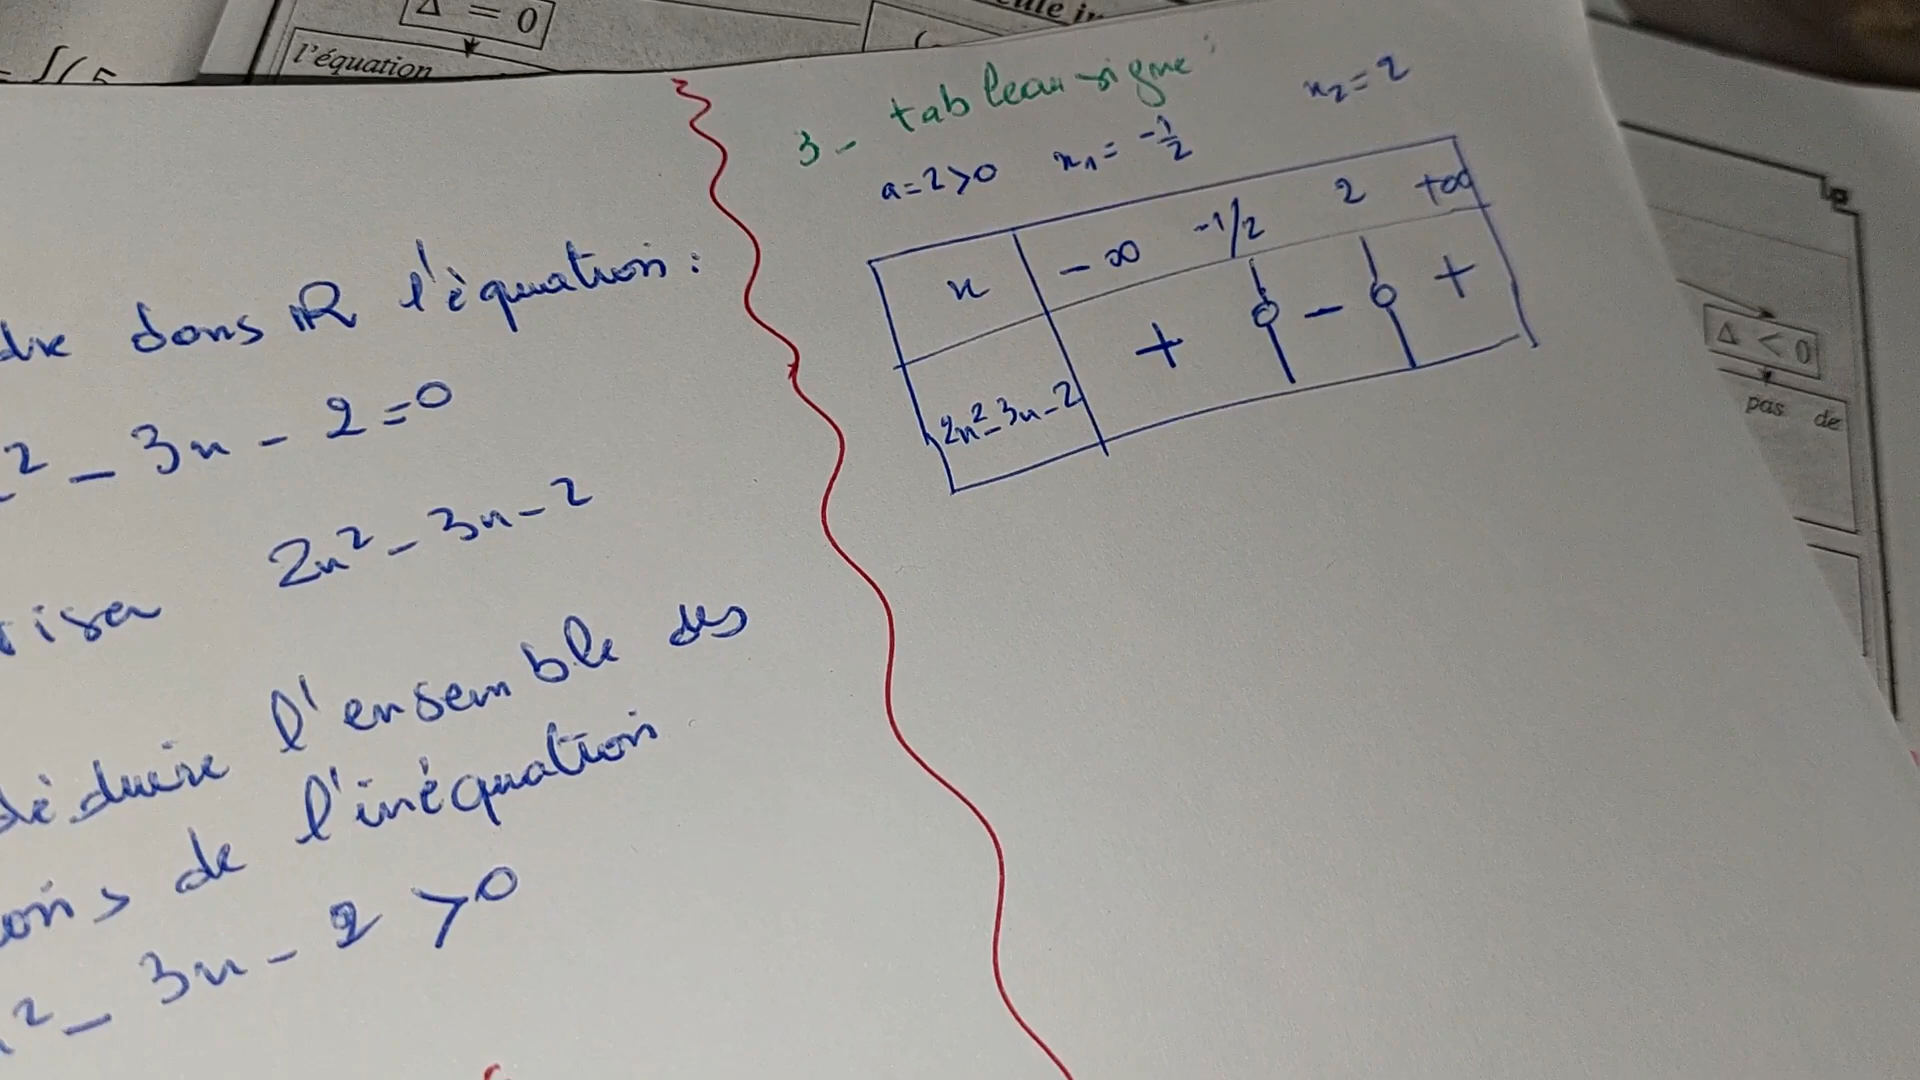 Δ = 0
l'équation
dre dans ℝ l'équation:
² - 3x - 2 = 0
riser 2x² - 3x - 2
déduire l'ensemble des
ons de l'inéquation
² - 3x - 2 > 0
3 - tableau signe:
a = 2 > 0 x₁ = -1/2 x₂ = 2
x -∞ -1/2 2 +∞
2x² - 3x - 2 + 0 - 0 +
Δ < 0
pas de